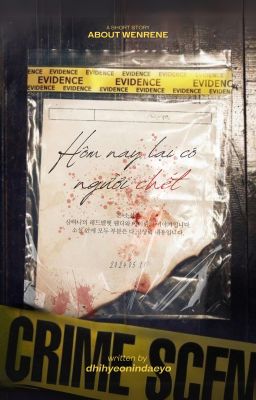 A SHORT STORY
ABOUT WENRENE
EVIDENCE EVIDENCE EVIDENCE EVIDENCE
EVIDENCE EVIDENCE EVIDENCE
Hôm nay lại có
người chết
CRIME SCEN
written by
dhihyeonindaeyo